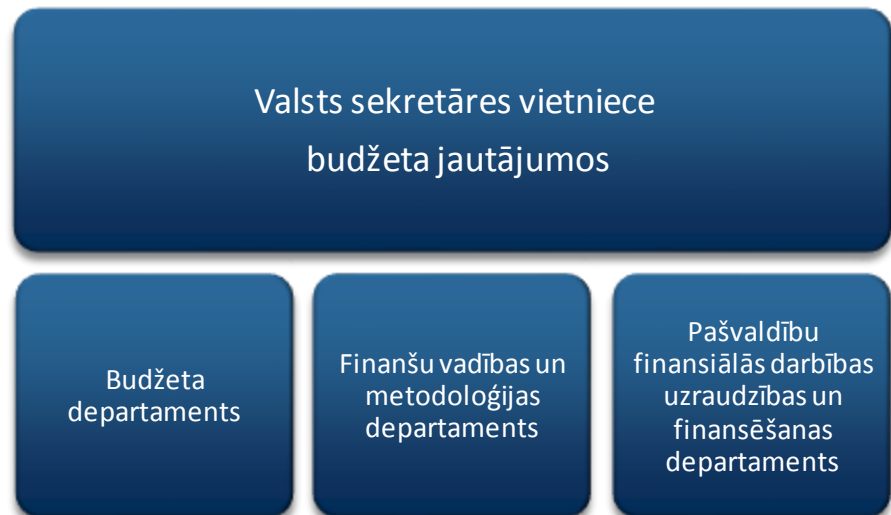 Valsts sekretāres vietniece
budžeta jautājumos
Budžeta
departaments
Finanšu vadības un
metodoloģijas
departaments
Pašvaldību
finansiālās darbības
uzraudzības un
finansēšanas
departaments